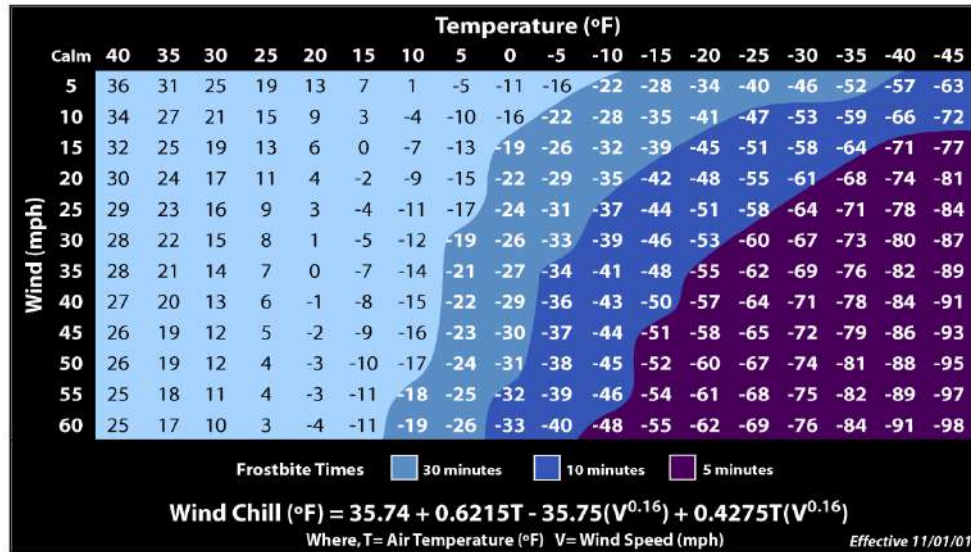 Temperature (ºF)
Calm 40 35 30 25 20 15 10 5 0 -5 -10 -15 -20 -25 -30 -35 -40 -45
5 36 31 25 19 13 7 1 -5 -11 -16 -22 -28 -34 -40 -46 -52 -57 -63
10 34 27 21 15 9 3 -4 -10 -16 -22 -28 -35 -41 -47 -53 -59 -66 -72
15 32 25 19 13 6 0 -7 -13 -19 -26 -32 -39 -45 -51 -58 -64 -71 -77
20 30 24 17 11 4 -2 -9 -15 -22 -29 -35 -42 -48 -55 -61 -68 -74 -81
25 29 23 16 9 3 -4 -11 -17 -24 -31 -37 -44 -51 -58 -64 -71 -78 -84
30 28 22 15 8 1 -5 -12 -19 -26 -33 -39 -46 -53 -60 -67 -73 -80 -87
35 28 21 14 7 0 -7 -14 -21 -27 -34 -41 -48 -55 -62 -69 -76 -82 -89
40 27 20 13 6 -1 -8 -15 -22 -29 -36 -43 -50 -57 -64 -71 -78 -84 -91
45 26 19 12 5 -2 -9 -16 -23 -30 -37 -44 -51 -58 -65 -72 -79 -86 -93
50 26 19 12 4 -3 -10 -17 -24 -31 -38 -45 -52 -60 -67 -74 -81 -88 -95
55 25 18 11 4 -3 -11 -18 -25 -32 -39 -46 -54 -61 -68 -75 -82 -89 -97
60 25 17 10 3 -4 -11 -19 -26 -33 -40 -48 -55 -62 -69 -76 -84 -91 -98
Wind (mph)
Frostbite Times 30 minutes 10 minutes 5 minutes
Wind Chill (ºF) = 35.74 + 0.6215T - 35.75(V^0.16) + 0.4275T(V^0.16)
Where, T= Air Temperature (ºF) V= Wind Speed (mph) Effective 11/01/01